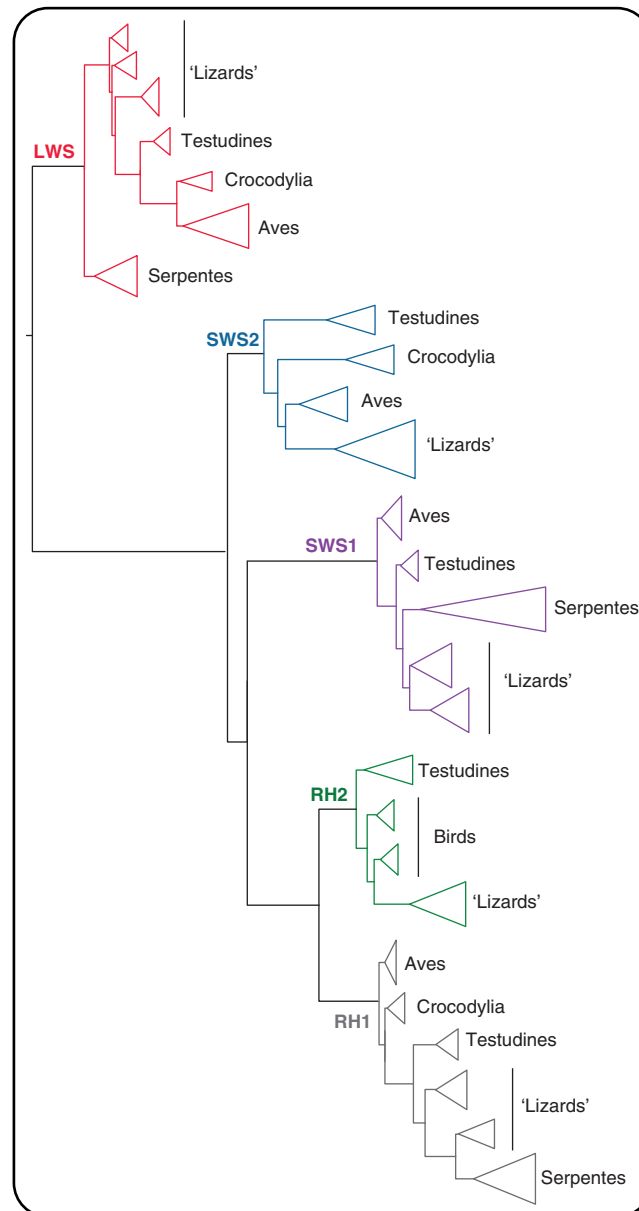 'Lizards'
Testudines
LWS
Crocodylia
Aves
Serpentes
Testudines
SWS2
Crocodylia
Aves
'Lizards'
Aves
SWS1
Testudines
Serpentes
'Lizards'
Testudines
RH2
Birds
'Lizards'
Aves
Crocodylia
RH1
Testudines
'Lizards'
Serpentes